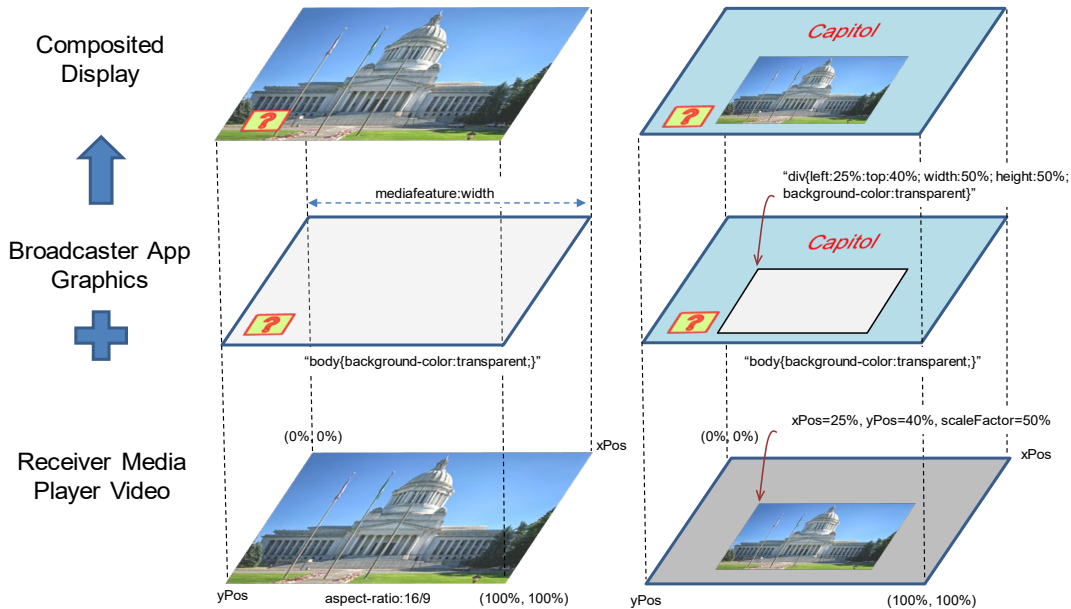 Composited
Display
?
Capitol
?
mediafeature:width
“div{left:25%:top:40%; width:50%; height:50%;
background-color:transparent}”
Broadcaster App
Graphics
?
Capitol
?
“body{background-color:transparent;}”
“body{background-color:transparent;}”
Receiver Media
Player Video
(0%, 0%)
xPos
xPos=25%, yPos=40%, scaleFactor=50%
(0%, 0%)
xPos
yPos
aspect-ratio:16/9
(100%, 100%)
yPos
(100%, 100%)